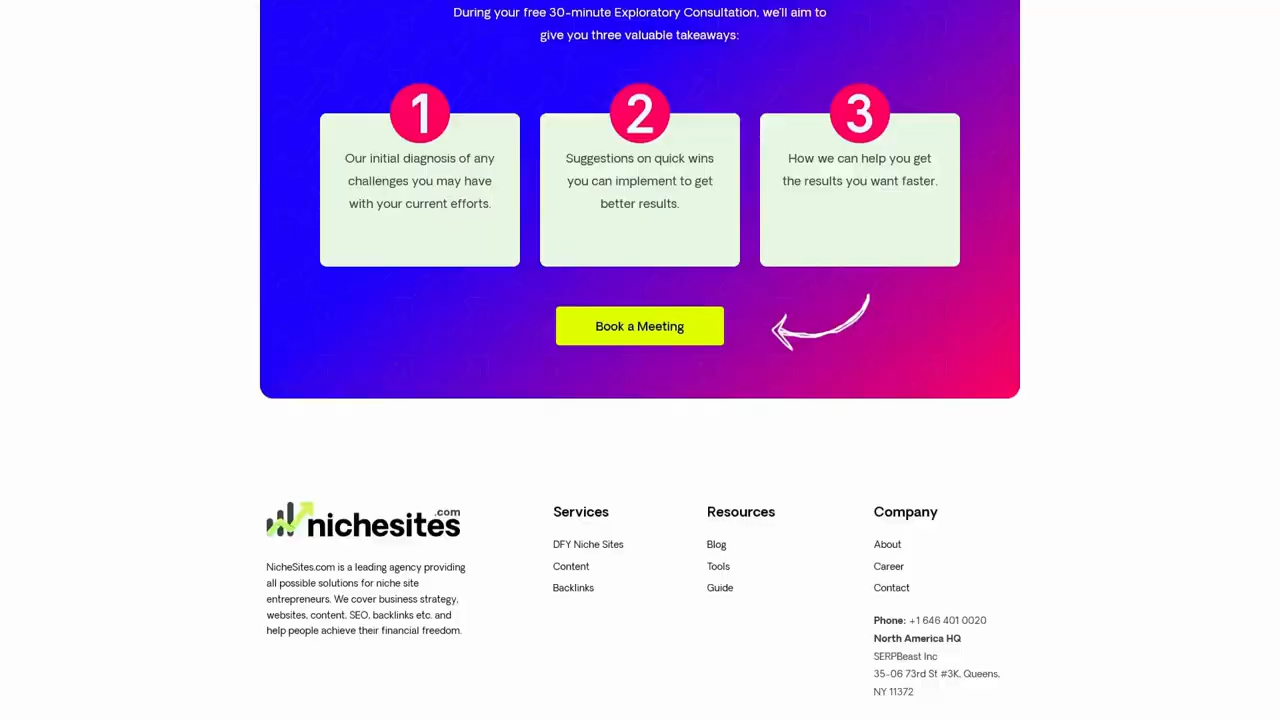 During your free 30-minute Exploratory Consultation, we'll aim to
give you three valuable takeaways:
1
Our initial diagnosis of any
challenges you may have
with your current efforts.
2
Suggestions on quick wins
you can implement to get
better results.
3
How we can help you get
the results you want faster.
Book a Meeting
nichesites.com
NicheSites.com is a leading agency providing
all possible solutions for niche site
entrepreneurs. We cover business strategy,
websites, content, SEO, backlinks etc. and
help people achieve their financial freedom.
Services
DFY Niche Sites
Content
Backlinks
Resources
Blog
Tools
Guide
Company
About
Career
Contact
Phone: +1 646 401 0020
North America HQ
SERPBeast Inc
35-06 73rd St #3K, Queens,
NY 11372